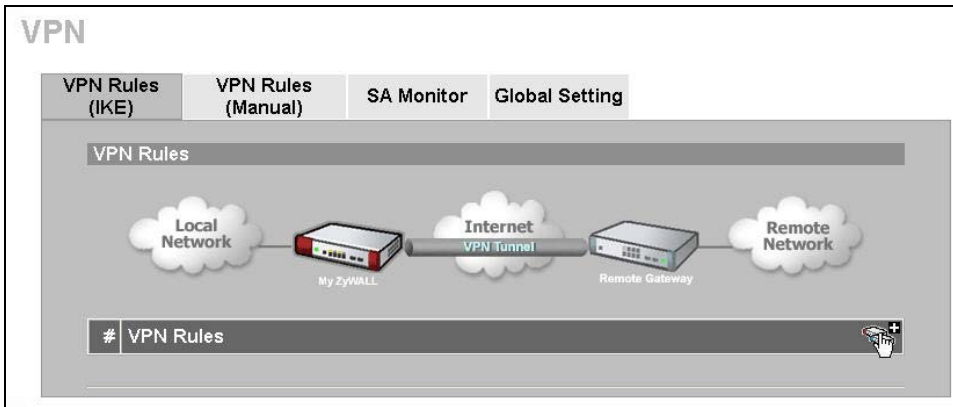 VPN
VPN Rules
(IKE)
VPN Rules
(Manual)
SA Monitor
Global Setting
VPN Rules
Local
Network
My ZyWALL
Internet
VPN Tunnel
Remote Gateway
Remote
Network
# VPN Rules